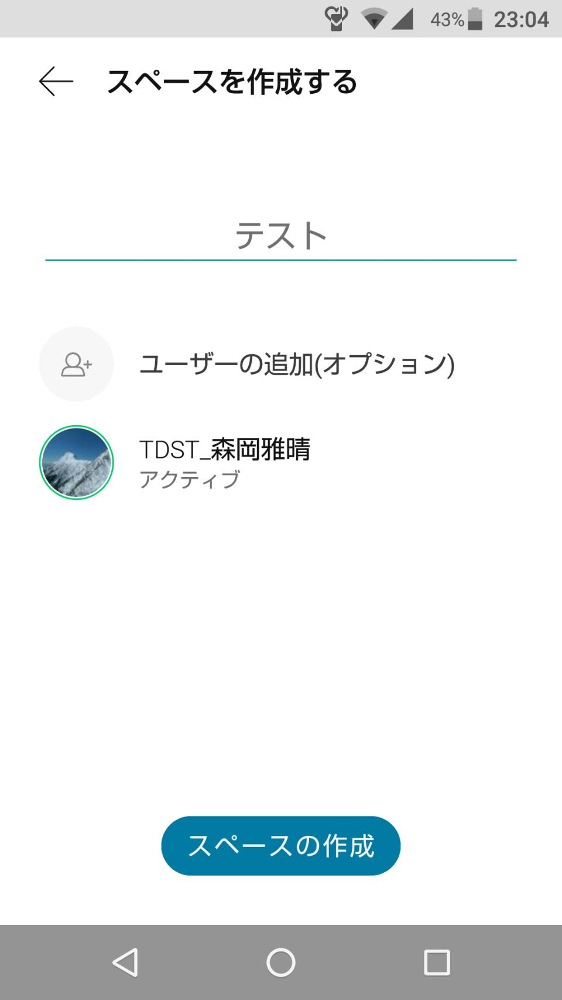 43% 23:04
スペースを作成する
テスト
ユーザーの追加(オプション)
TDST_森岡雅晴
アクティブ
スペースの作成